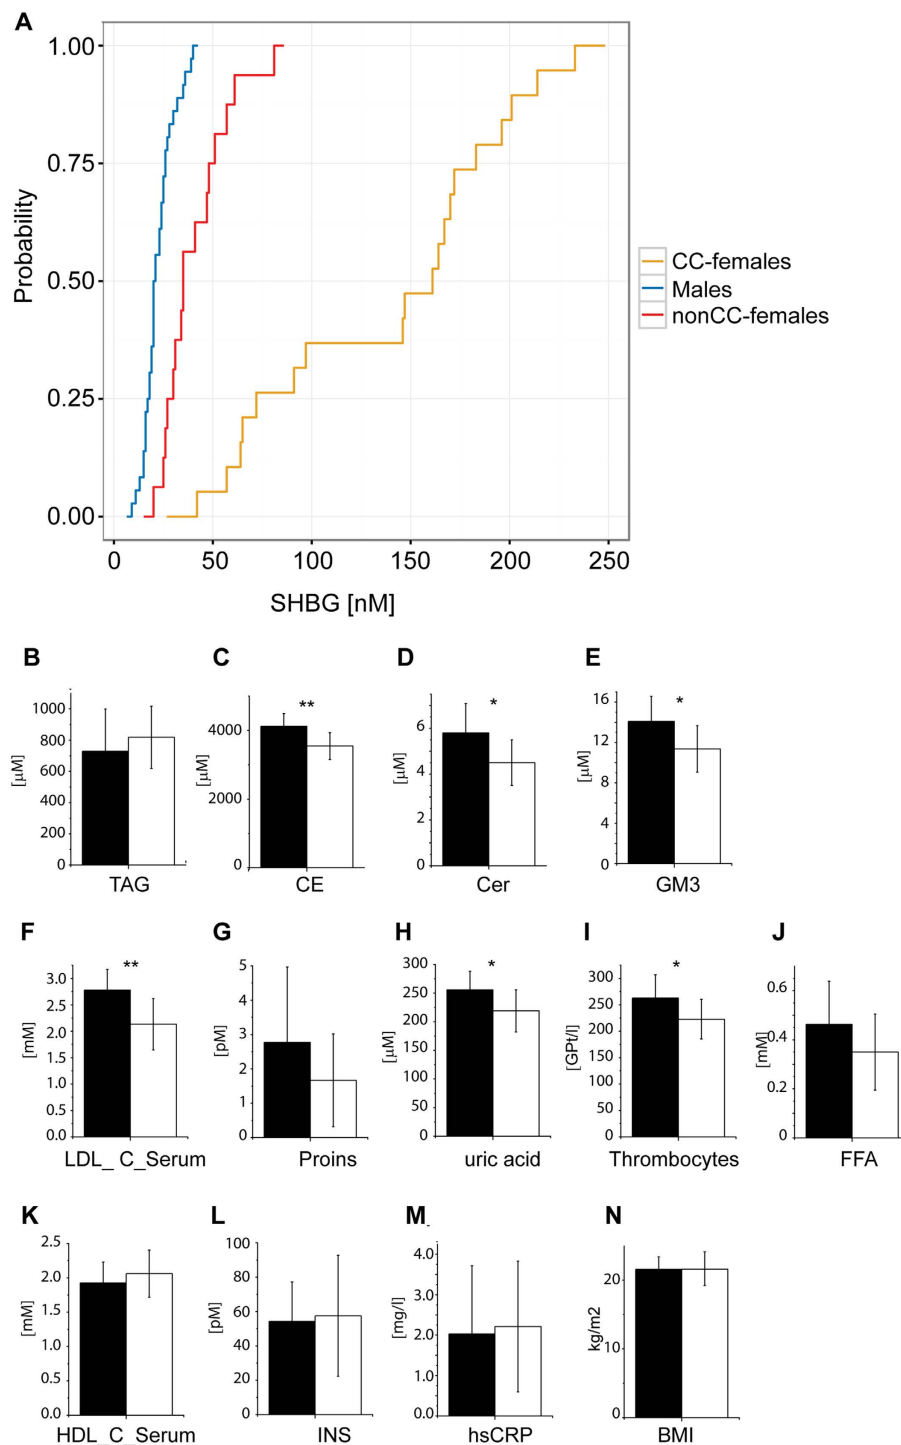 A
1.00
0.75
0.50
0.25
0.00
Probability
0 50 100 150 200 250
SHBG [nM]
CC-females
Males
nonCC-females
B
1000
800
600
400
200
0
[µM]
TAG
C
4000
2000
0
[µM]
**
CE
D
6
4
2
0
[µM]
*
Cer
E
16
12
8
4
0
[µM]
*
GM3
F
3.0
2.5
2.0
1.5
1.0
0.5
0.0
[mM]
**
LDL_ C_Serum
G
5
4
3
2
1
0
[pM]
Proins
H
300
250
200
150
100
50
0
[µM]
*
uric acid
I
300
250
200
150
100
50
0
[GPt/l]
*
Thrombocytes
J
0.6
0.4
0.2
0
[mM]
FFA
K
2.5
2.0
1.5
1.0
0.5
0.0
[mM]
HDL_C_Serum
L
100
80
60
40
20
0
[pM]
INS
M
4.0
3.0
2.0
1.0
0.0
[mg/l]
hsCRP
N
20
10
0
kg/m2
BMI